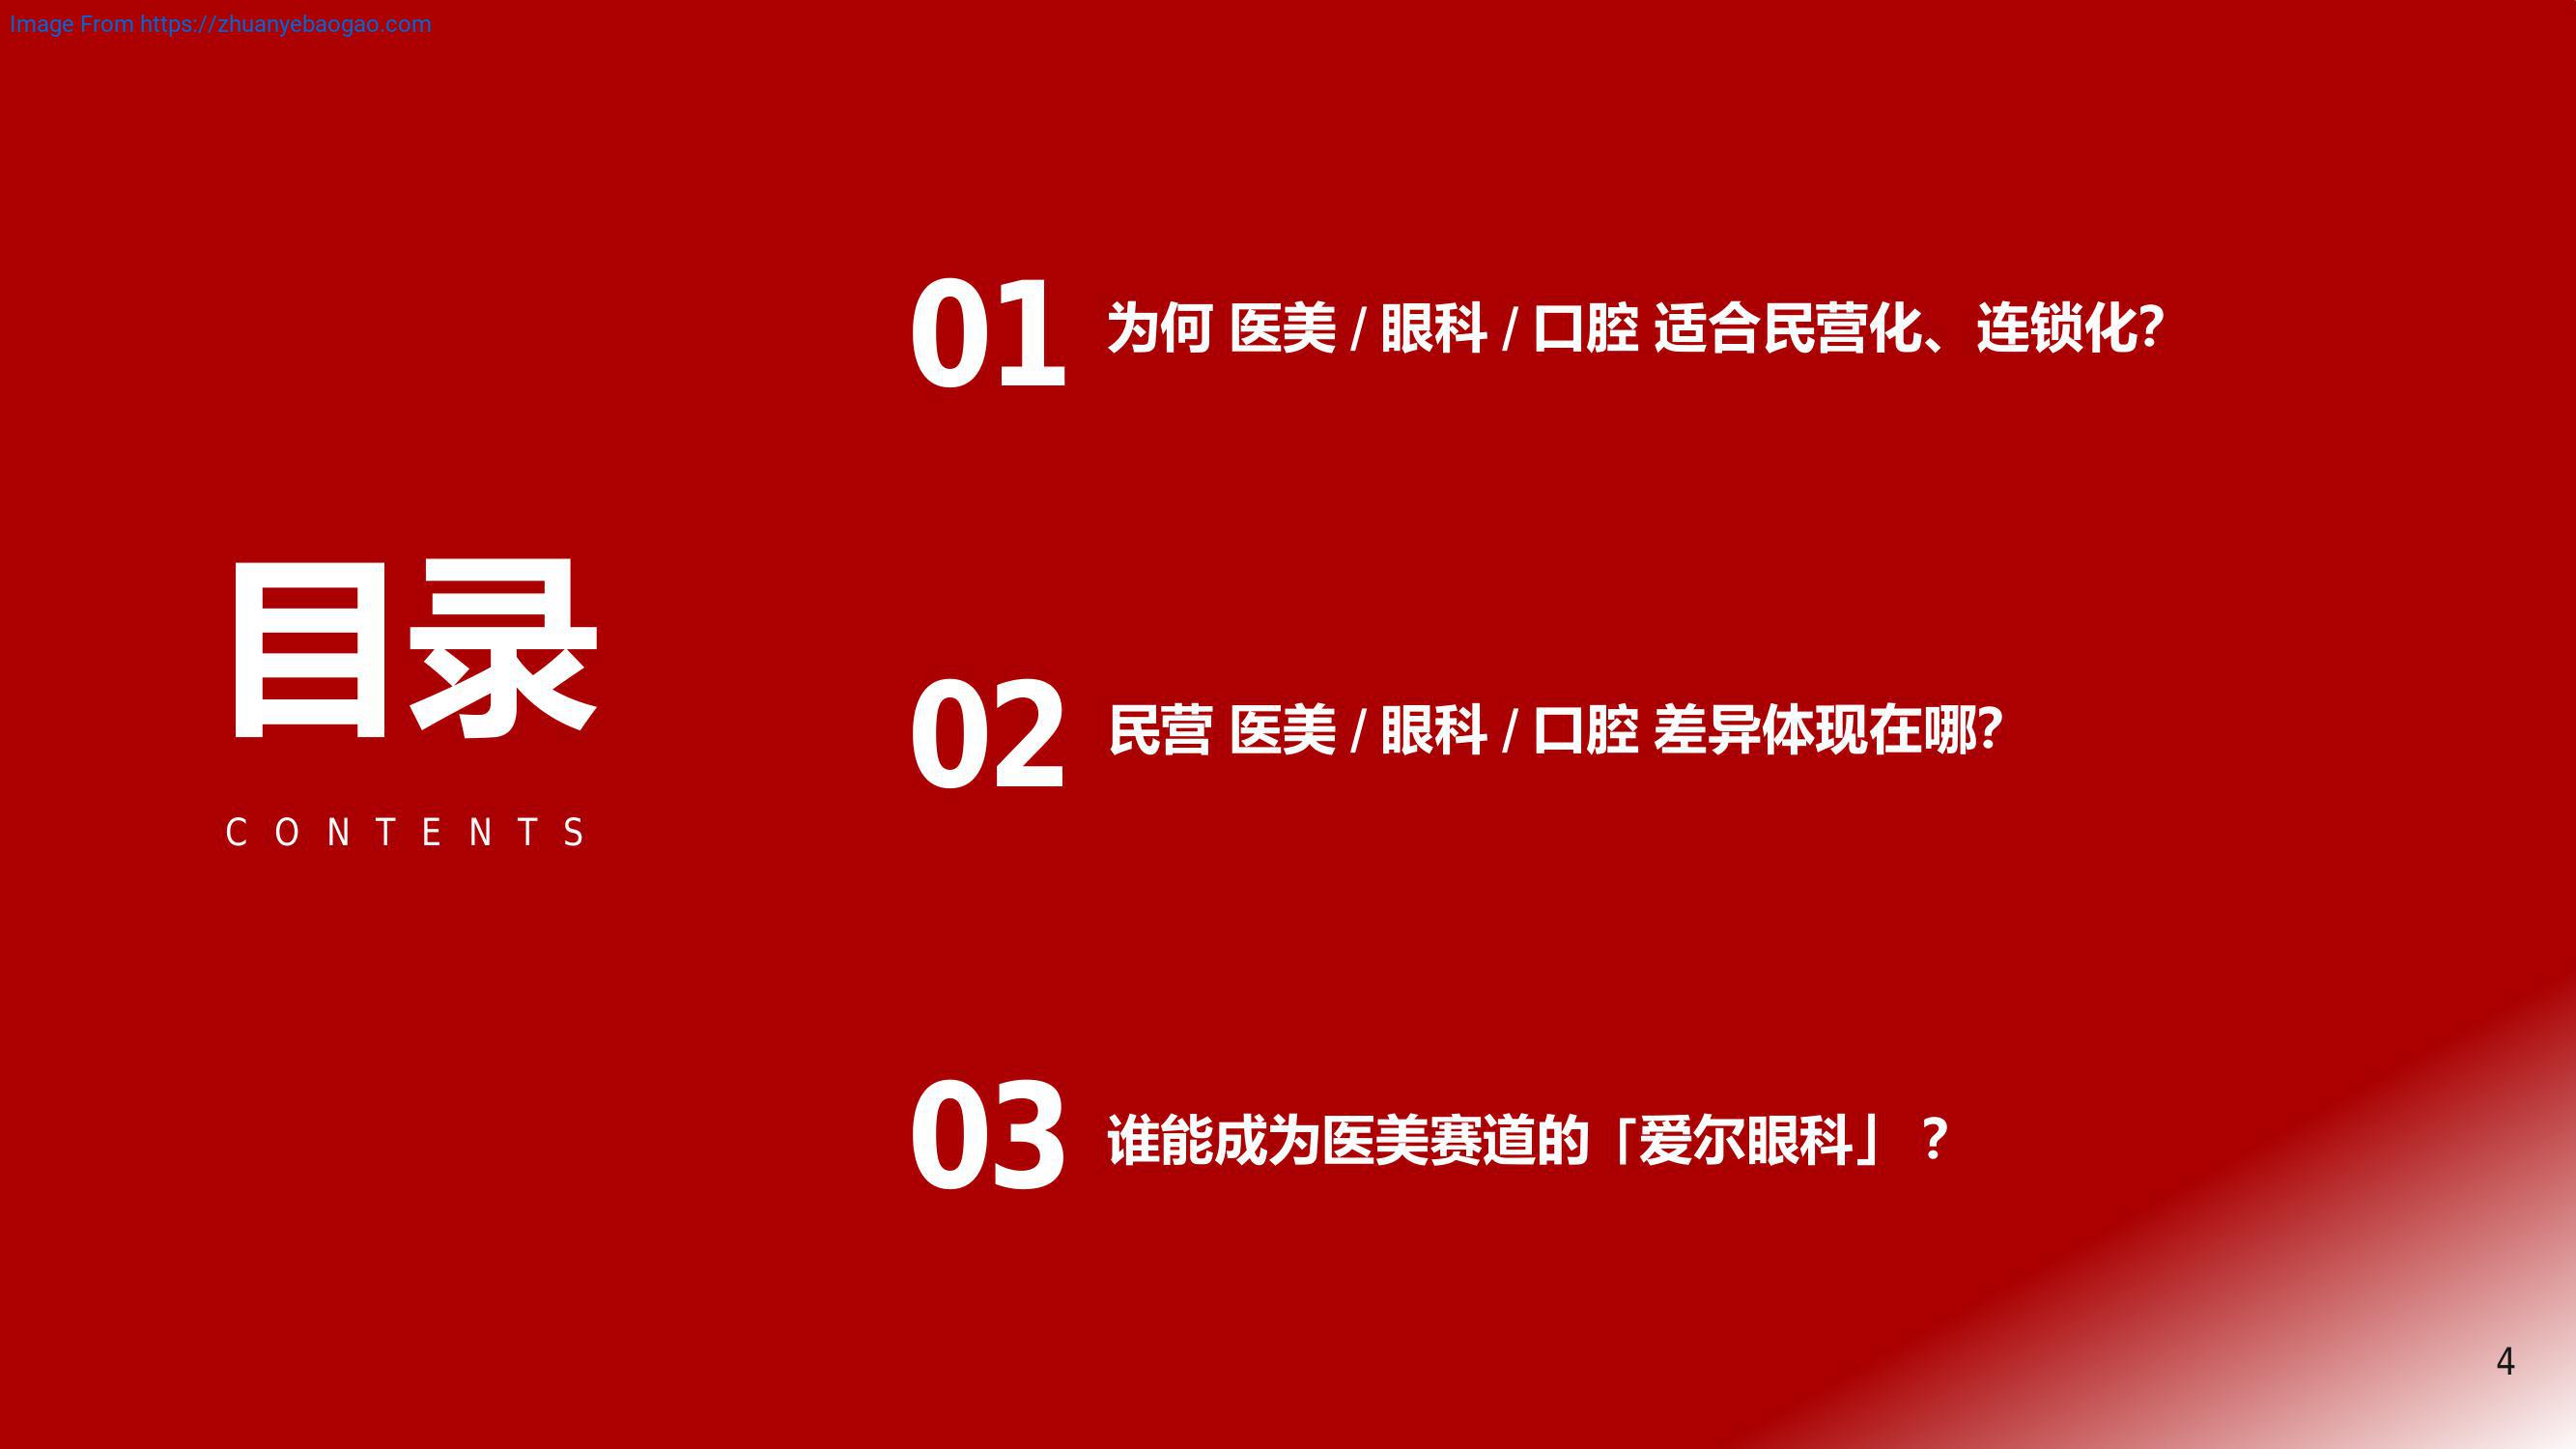 Image From https://zhuanyebaogao.com
01 为何 医美 / 眼科 / 口腔 适合民营化、连锁化?
目录
CONTENTS
02 民营 医美 / 眼科 / 口腔 差异体现在哪?
03 谁能成为医美赛道的「爱尔眼科」？
4